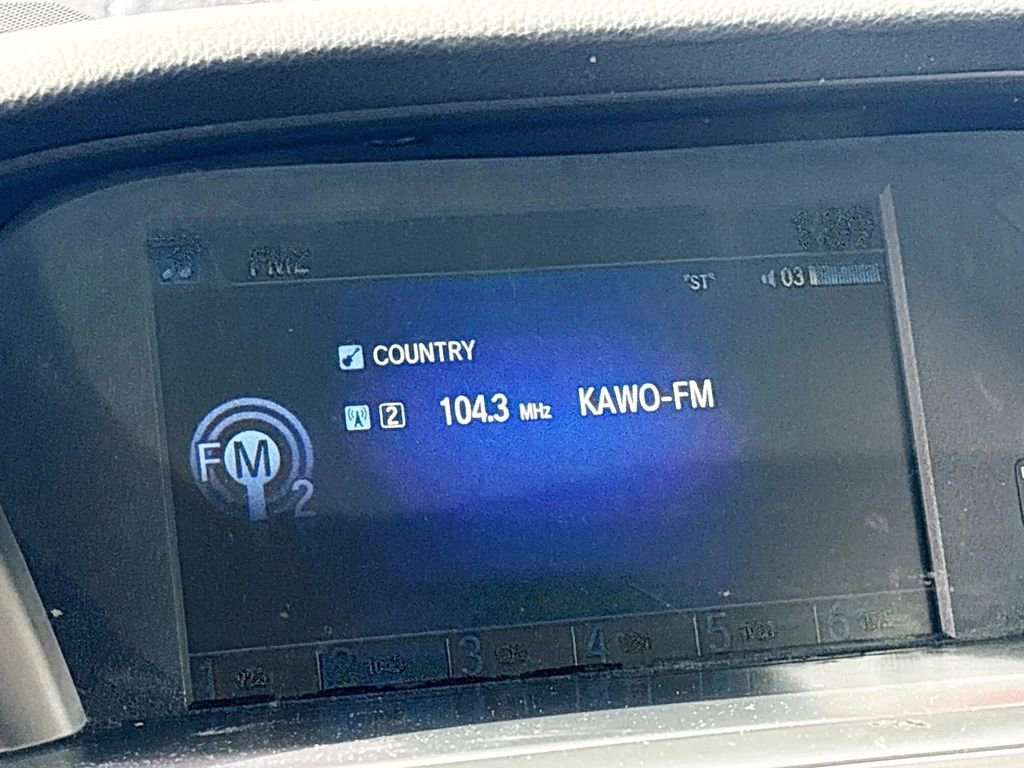 FM2
"ST" 03
COUNTRY
2 104.3 MHz KAWO-FM
FM 2
1 2 3 4 5 6